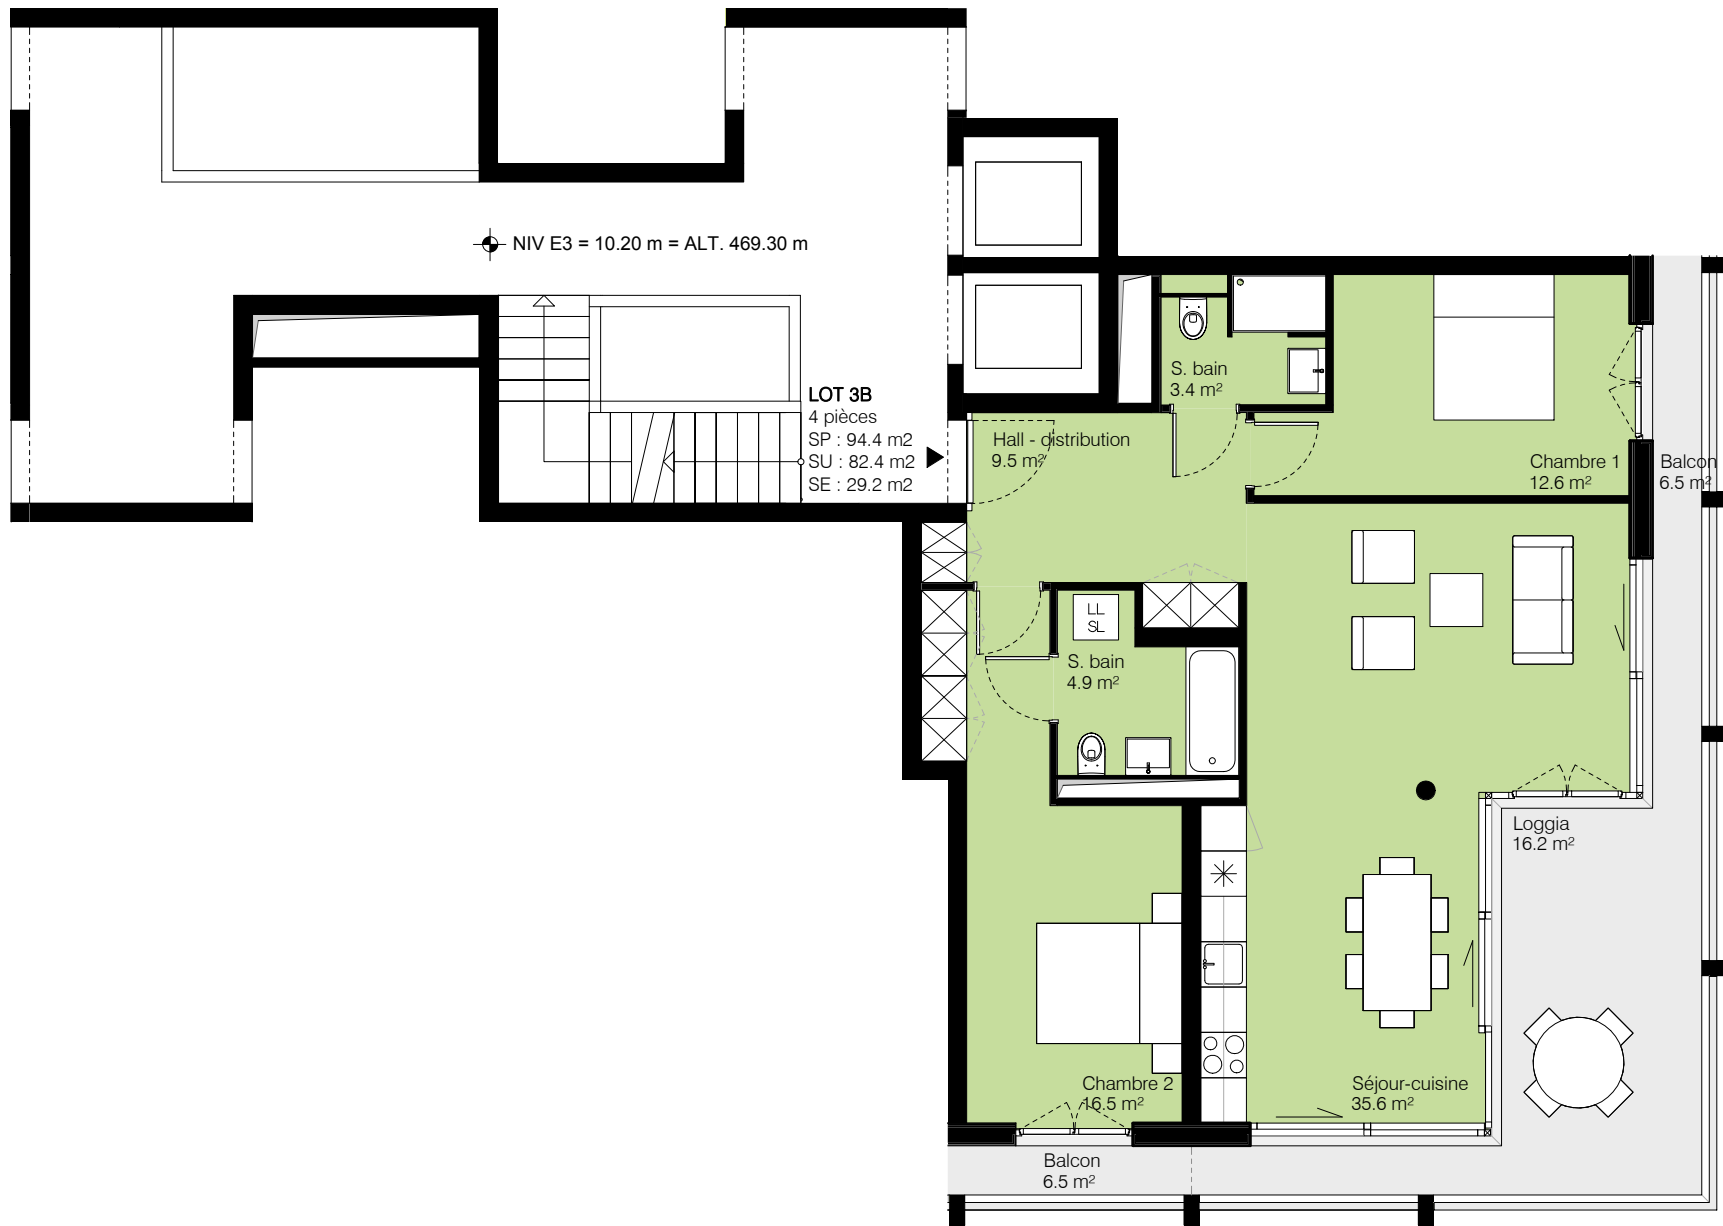 NIV E3 = 10.20 m = ALT. 469.30 m
LOT 3B
4 pièces
SP : 94.4 m2
SU : 82.4 m2
SE : 29.2 m2
Hall - distribution
9.5 m²
S. bain
3.4 m²
Chambre 1
12.6 m²
Balcon
6.5 m²
LL
SL
S. bain
4.9 m²
Loggia
16.2 m²
Chambre 2
16.5 m²
Séjour-cuisine
35.6 m²
Balcon
6.5 m²